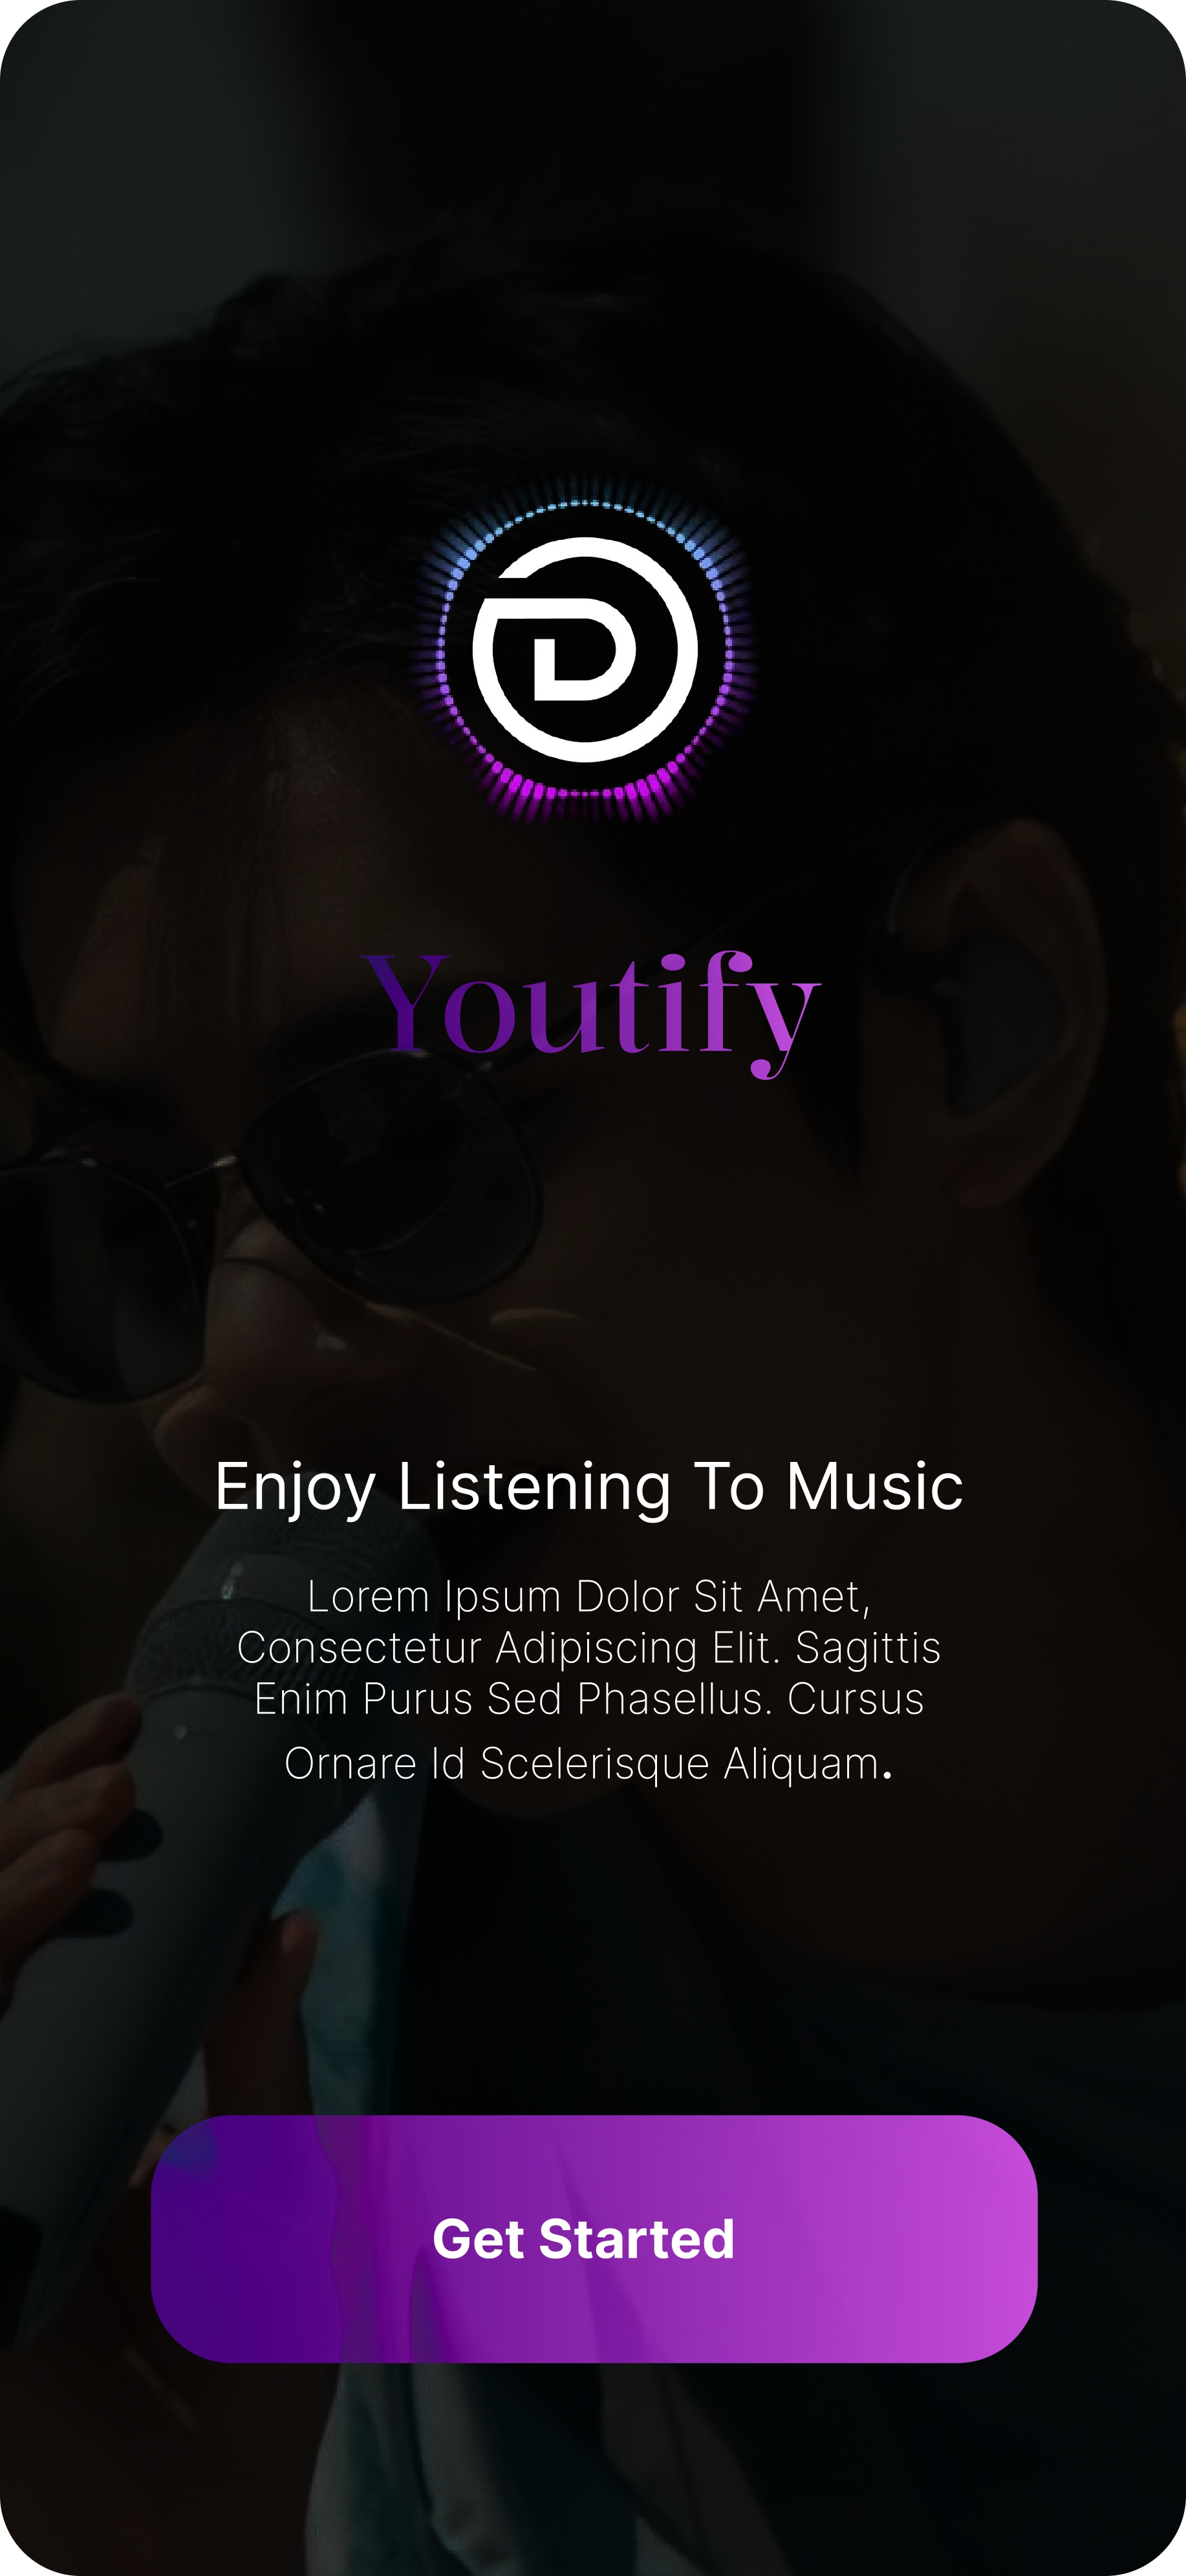 D
Youtify
Enjoy Listening To Music
Lorem Ipsum Dolor Sit Amet,
Consectetur Adipiscing Elit. Sagittis
Enim Purus Sed Phasellus. Cursus
Ornare Id Scelerisque Aliquam.
Get Started